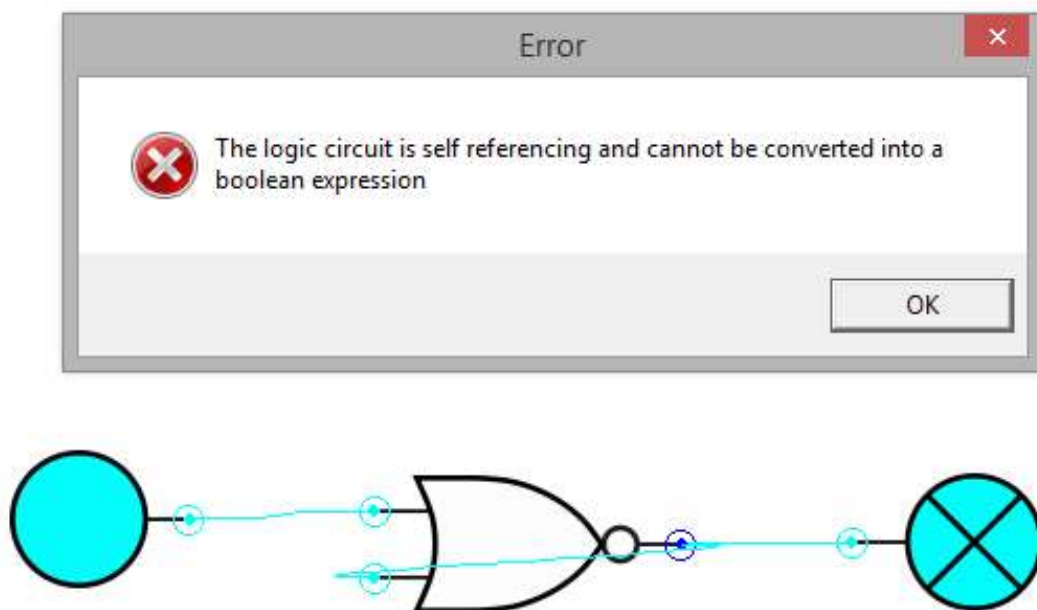 Error
The logic circuit is self referencing and cannot be converted into a
boolean expression
OK